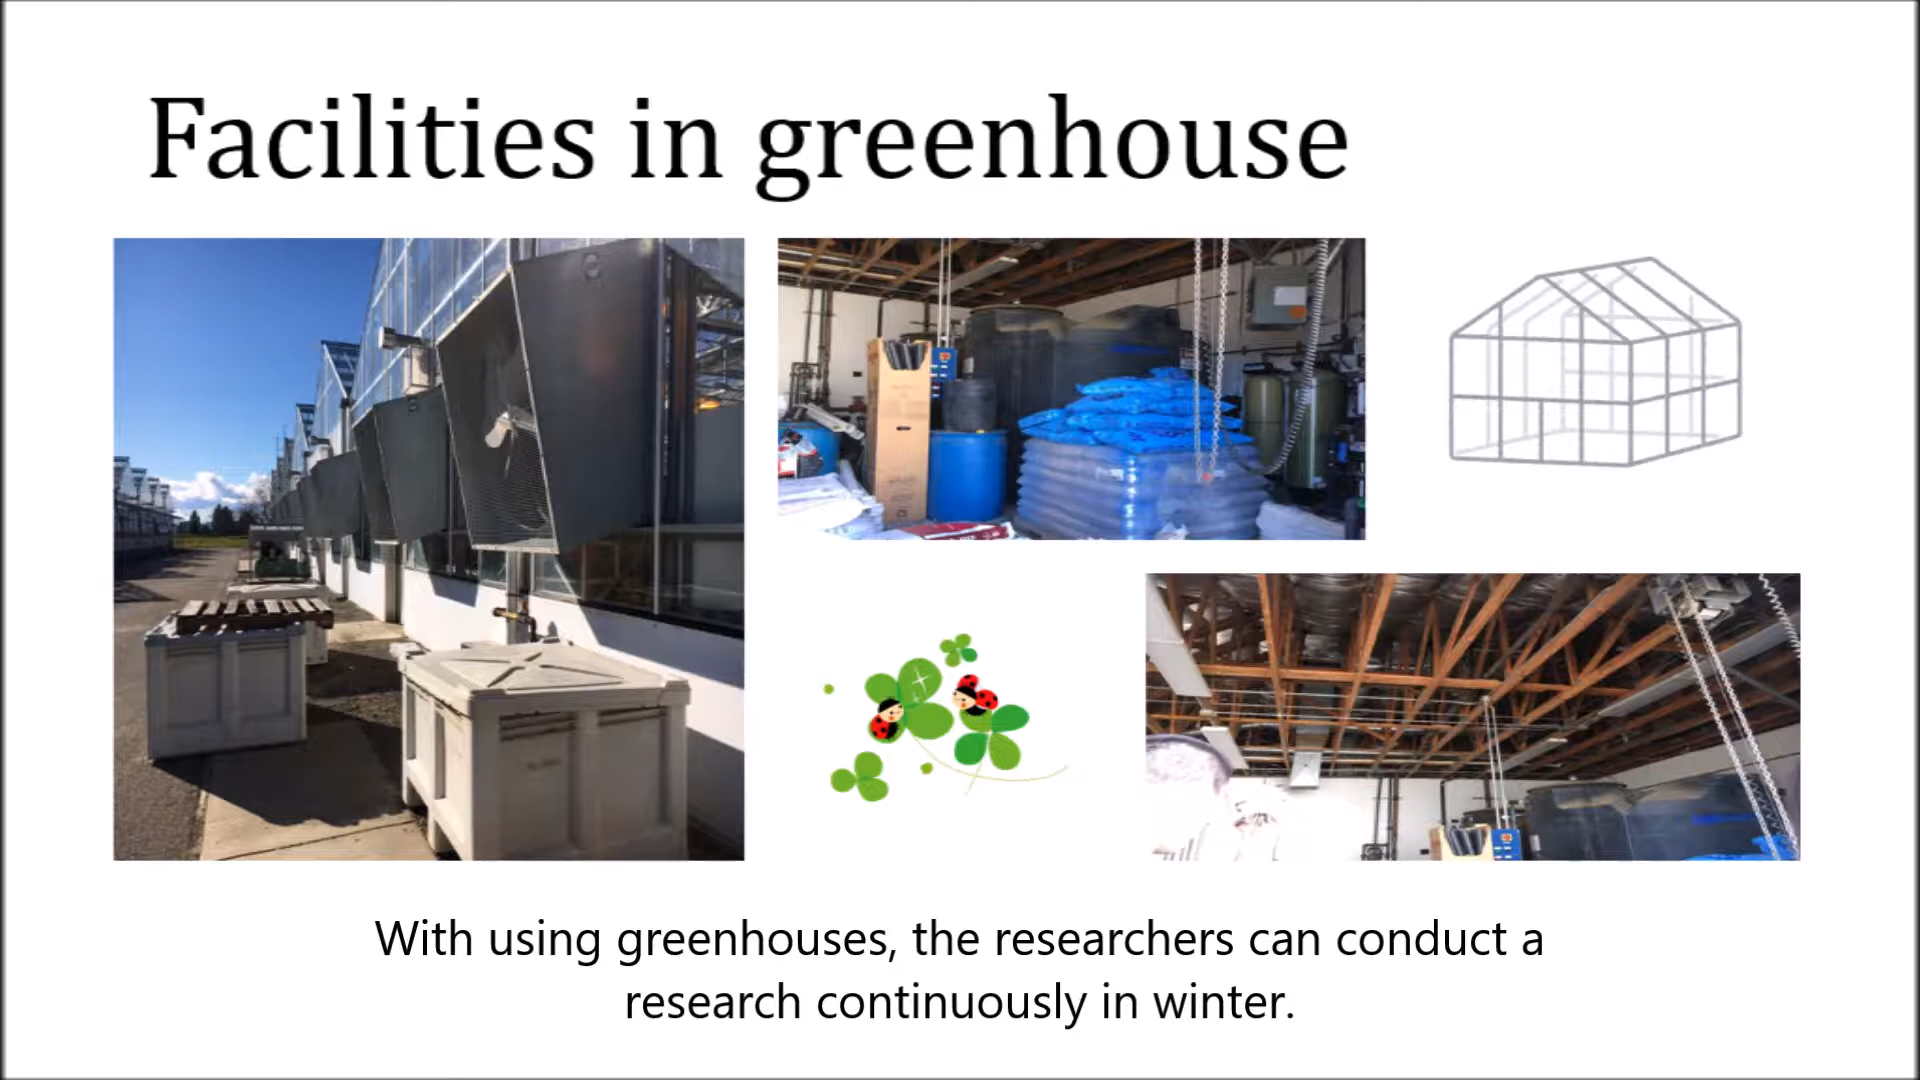 Facilities in greenhouse
With using greenhouses, the researchers can conduct a
research continuously in winter.